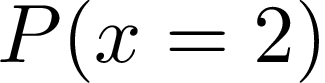 P(x = 2)